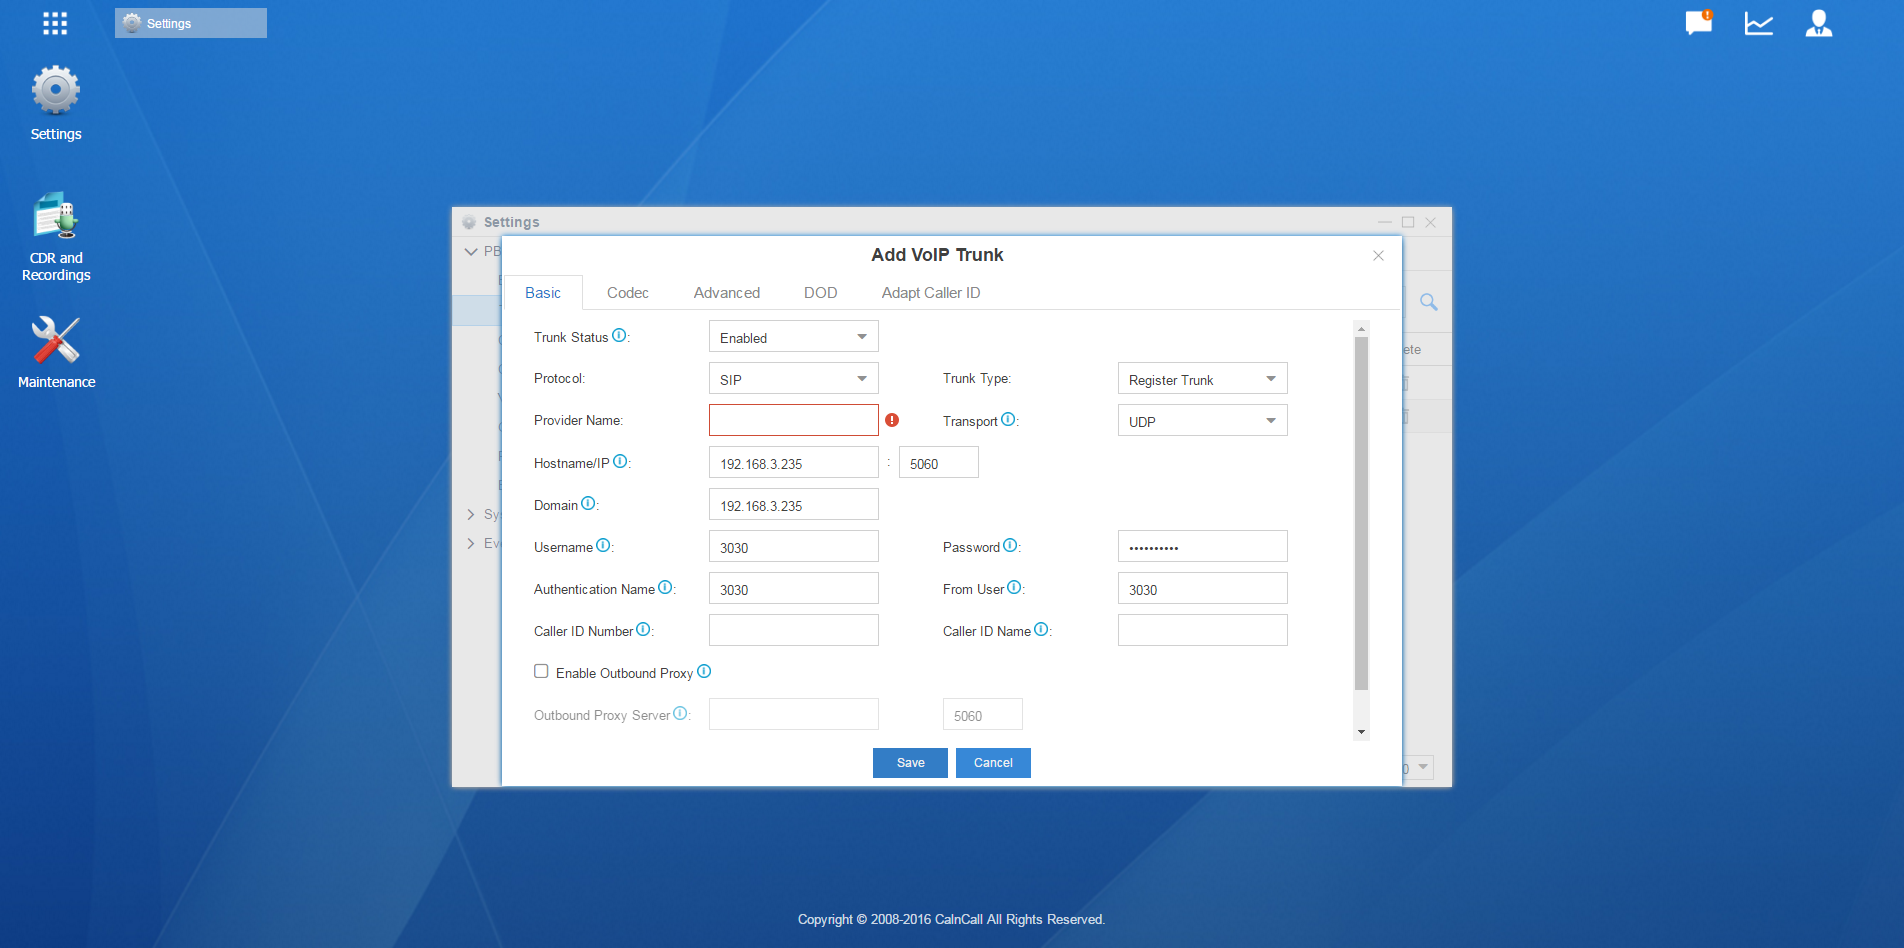 Settings
Settings
CDR and
Recordings
Maintenance
Settings
PB
Sys
Eve
ete
0
Add VoIP Trunk
Basic Codec Advanced DOD Adapt Caller ID
Trunk Status: Enabled
Protocol: SIP Trunk Type: Register Trunk
Provider Name: Transport: UDP
Hostname/IP: 192.168.3.235 : 5060
Domain: 192.168.3.235
Username: 3030 Password: ••••••••••
Authentication Name: 3030 From User: 3030
Caller ID Number: Caller ID Name:
Enable Outbound Proxy
Outbound Proxy Server: 5060
Save Cancel
Copyright © 2008-2016 CalnCall All Rights Reserved.